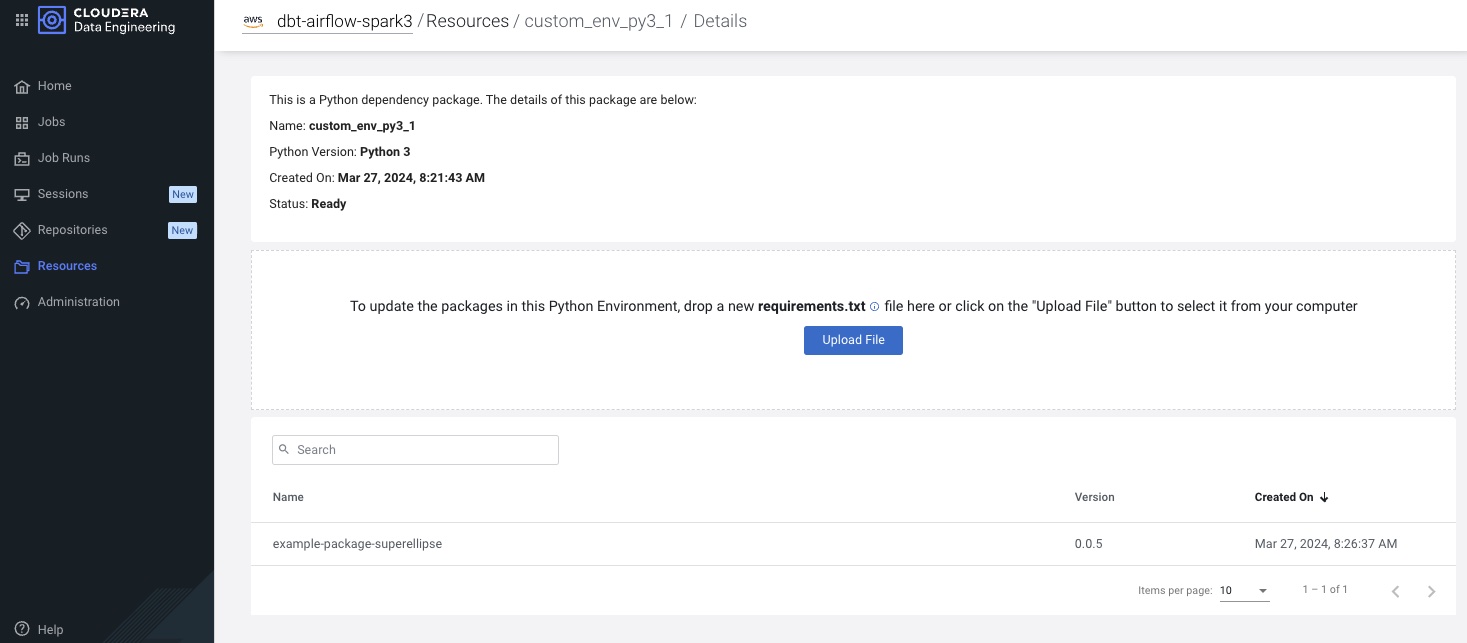 CLOUDERA
Data Engineering
aws dbt-airflow-spark3 / Resources / custom_env_py3_1 / Details
Home
Jobs
Job Runs
Sessions New
Repositories New
Resources
Administration
Help
This is a Python dependency package. The details of this package are below:
Name: custom_env_py3_1
Python Version: Python 3
Created On: Mar 27, 2024, 8:21:43 AM
Status: Ready
To update the packages in this Python Environment, drop a new requirements.txt file here or click on the "Upload File" button to select it from your computer
Upload File
Search
Name Version Created On
example-package-superellipse 0.0.5 Mar 27, 2024, 8:26:37 AM
Items per page: 10 1 – 1 of 1